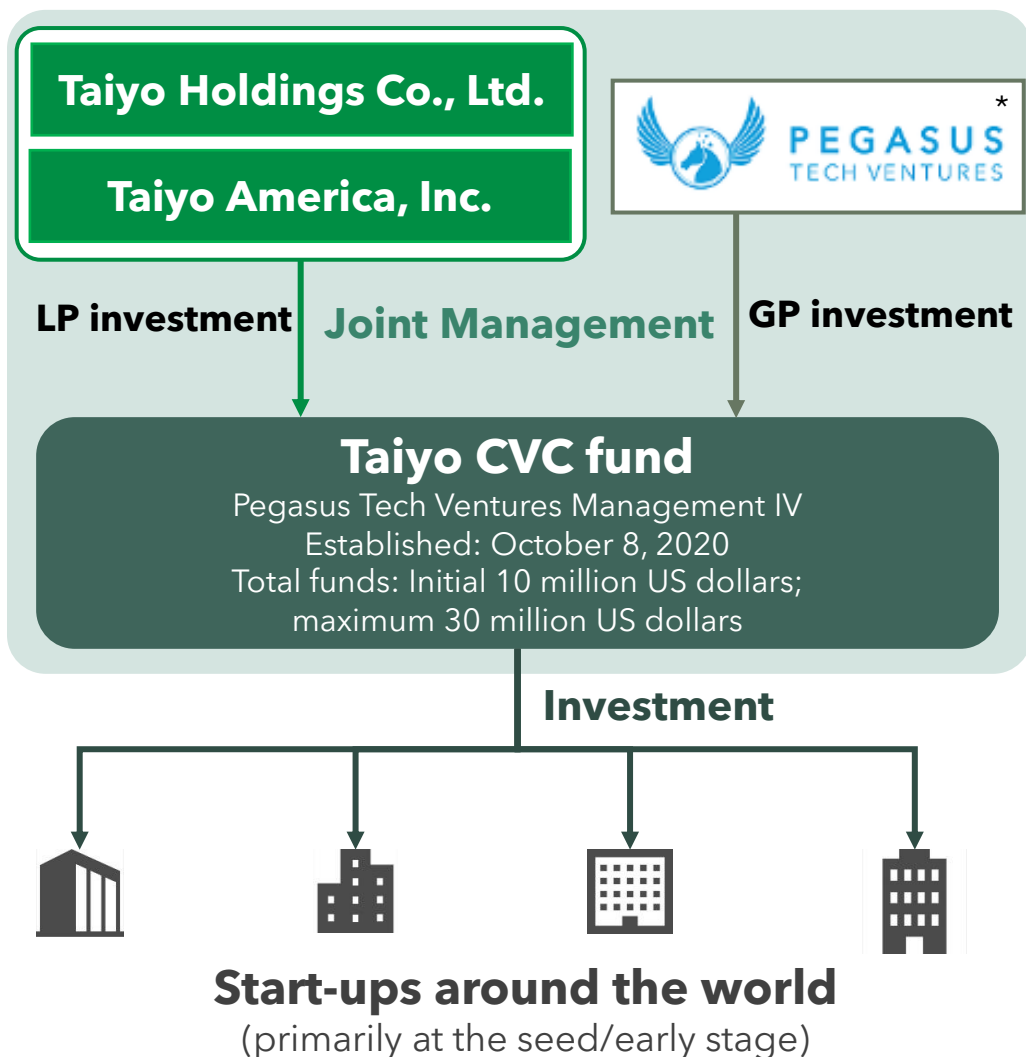 Taiyo Holdings Co., Ltd.
Taiyo America, Inc.
*
PEGASUS
TECH VENTURES
LP investment
Joint Management
GP investment
Taiyo CVC fund
Pegasus Tech Ventures Management IV
Established: October 8, 2020
Total funds: Initial 10 million US dollars;
maximum 30 million US dollars
Investment
Start-ups around the world
(primarily at the seed/early stage)